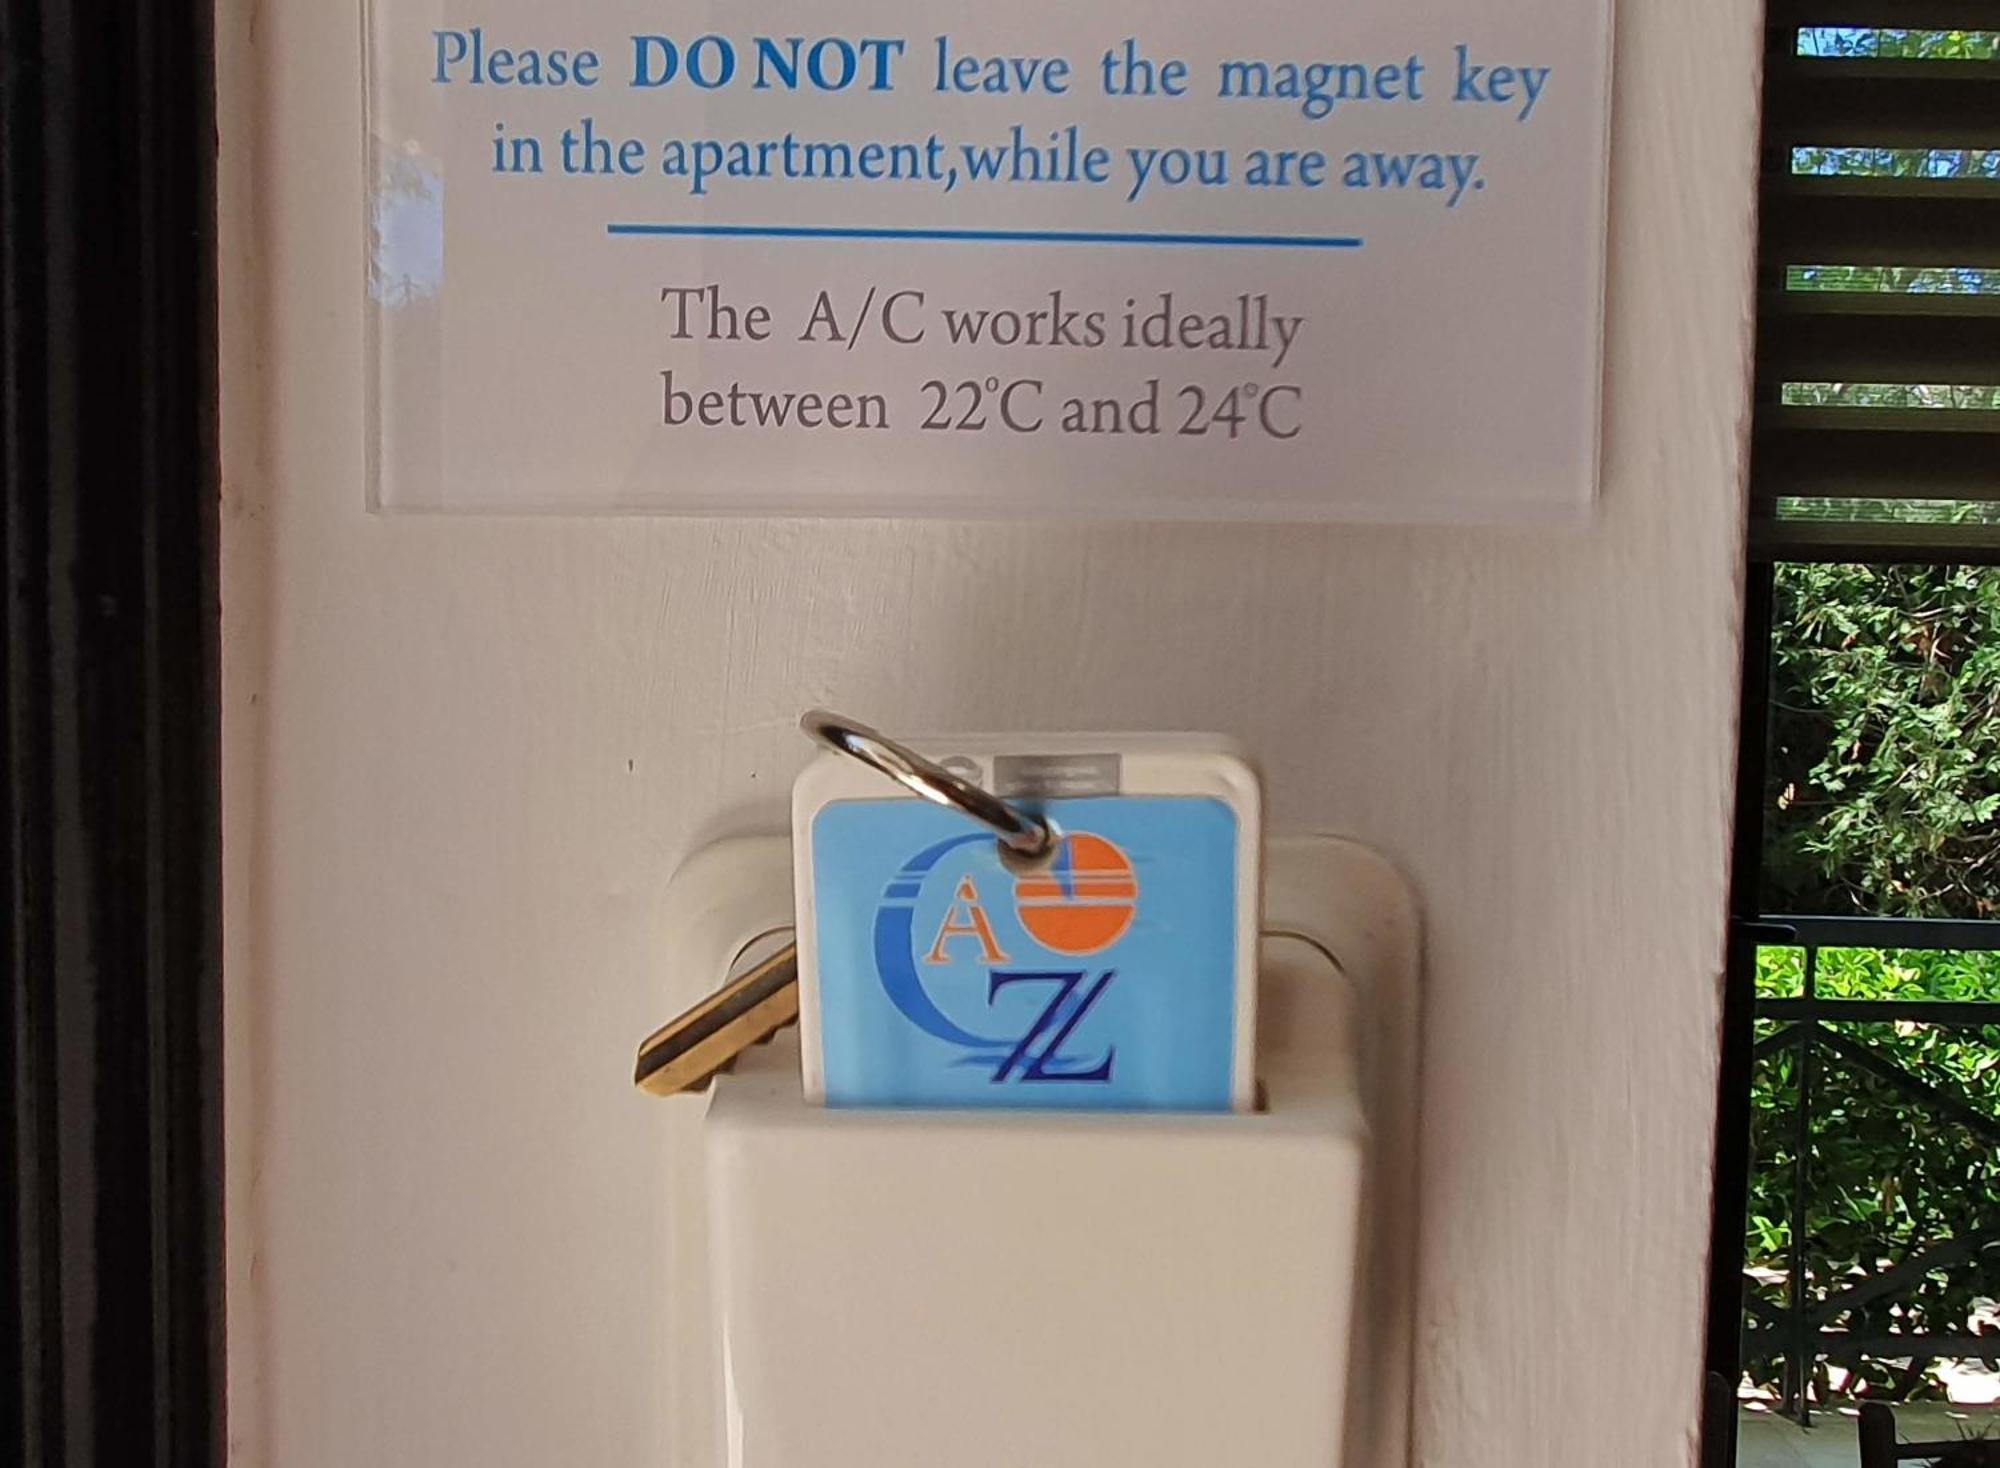 Please DO NOT leave the magnet key
in the apartment,while you are away.
The A/C works ideally
between 22°C and 24°C
A
Z